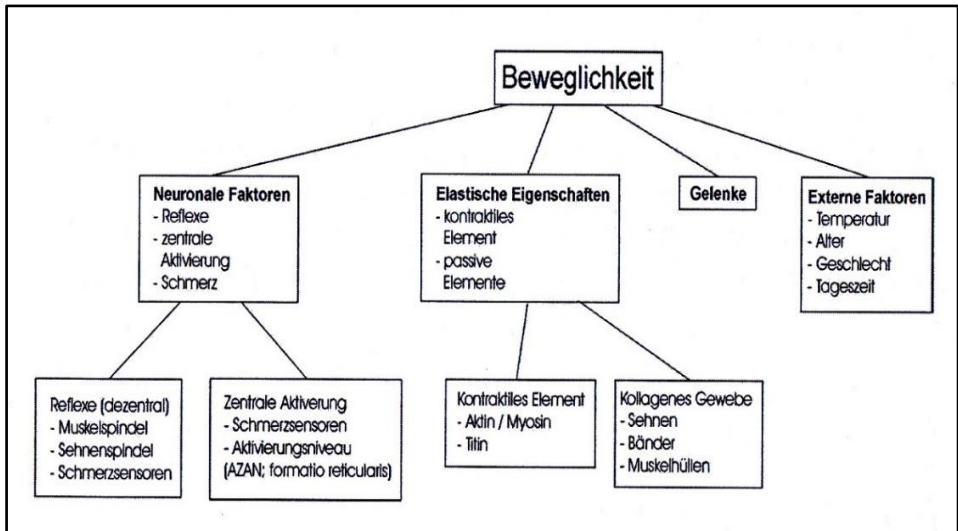 Beweglichkeit
Neuronale Faktoren
- Reflexe
- zentrale
Aktivierung
- Schmerz
Elastische Eigenschaften
- kontraktiles
Element
- passive
Elemente
Gelenke
Externe Faktoren
- Temperatur
- Alter
- Geschlecht
- Tageszeit
Reflexe (dezentral)
- Muskelspindel
- Sehnenspindel
- Schmerzsensoren
Zentrale Aktiverung
- Schmerzsensoren
- Aktivierungsniveau
(AZAN; formatio reticularis)
Kontraktiles Element
- Aktin / Myosin
- Titin
Kollagenes Gewebe
- Sehnen
- Bänder
- Muskelhüllen